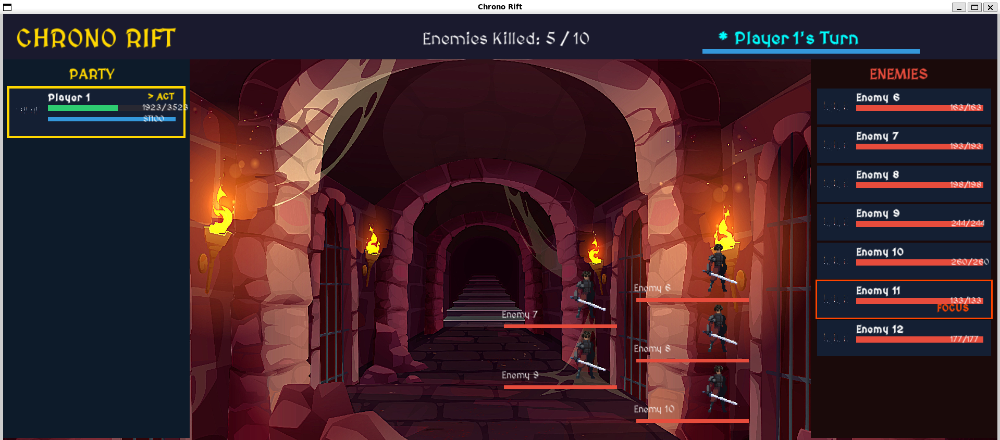 Chrono Rift
CHRONO RIFT
Enemies Killed: 5 / 10
* Player 1's Turn
PARTY
Player 1
> ACT
1923/3523
ST100
ENEMIES
Enemy 6
163/163
Enemy 7
193/193
Enemy 8
198/198
Enemy 9
244/244
Enemy 10
260/260
Enemy 11
133/133
FOCUS
Enemy 12
177/177
Enemy 6
Enemy 7
Enemy 8
Enemy 9
Enemy 10